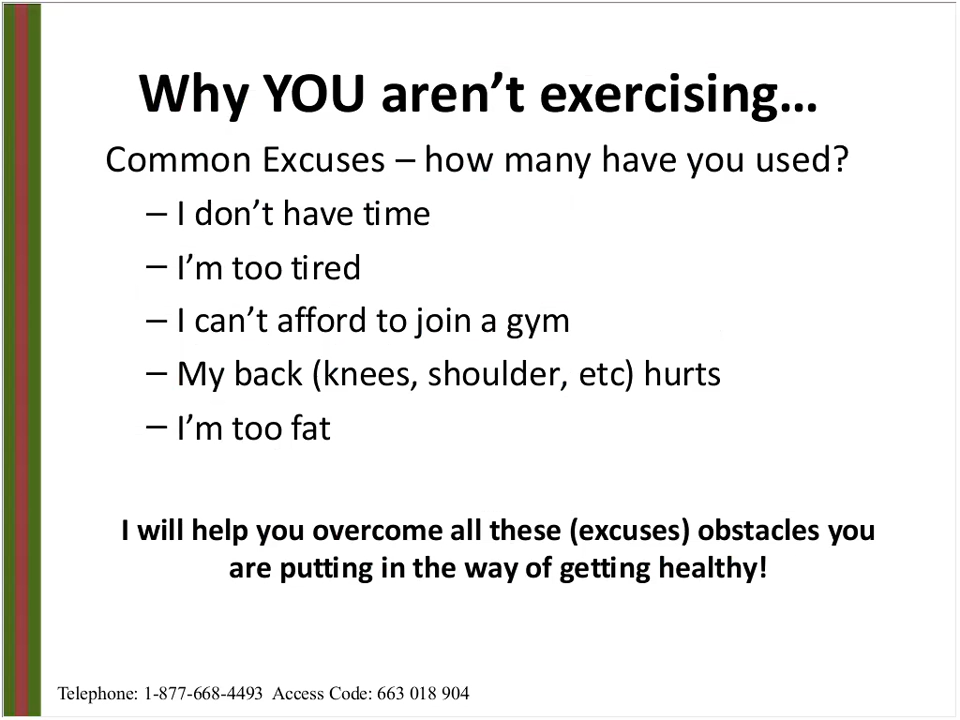 Why YOU aren’t exercising…
Common Excuses – how many have you used?
– I don’t have time
– I’m too tired
– I can’t afford to join a gym
– My back (knees, shoulder, etc) hurts
– I’m too fat
I will help you overcome all these (excuses) obstacles you
are putting in the way of getting healthy!
Telephone: 1-877-668-4493 Access Code: 663 018 904